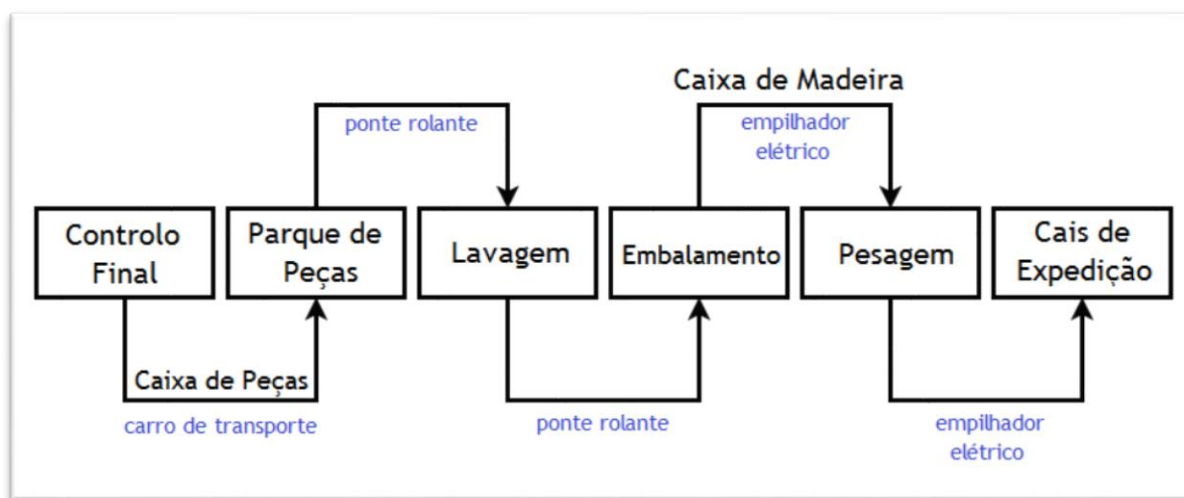 Caixa de Madeira
ponte rolante
empilhador
elétrico
Controlo
Final
Parque de
Peças
Lavagem
Embalamento
Pesagem
Cais de
Expedição
Caixa de Peças
carro de transporte
ponte rolante
empilhador
elétrico